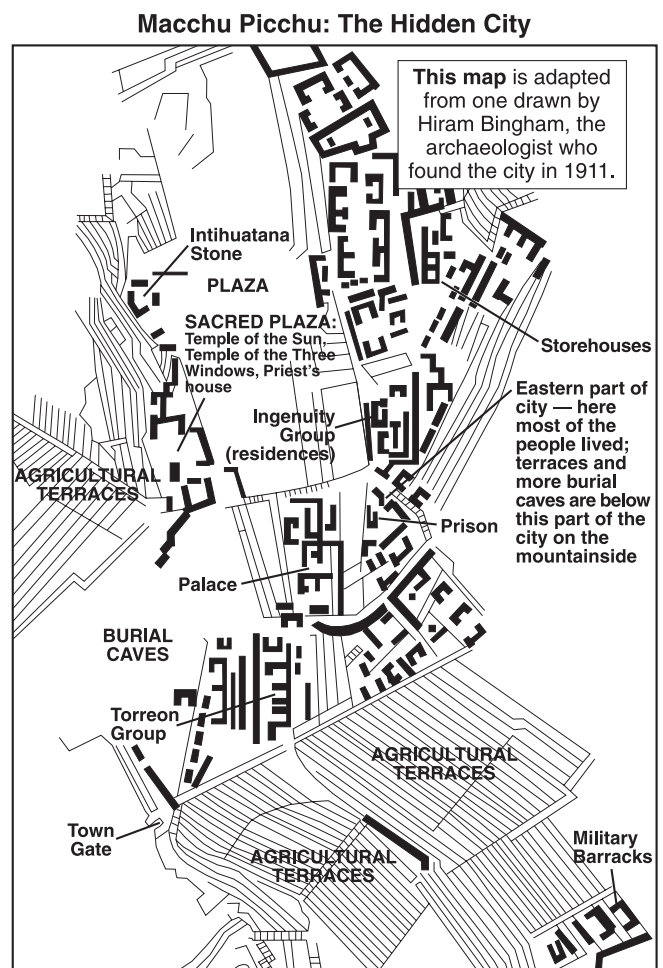 Macchu Picchu: The Hidden City
This map is adapted
from one drawn by
Hiram Bingham, the
archaeologist who
found the city in 1911.
Intihuatana
Stone
PLAZA
SACRED PLAZA:
Temple of the Sun,
Temple of the Three
Windows, Priest's
house
Storehouses
Eastern part of
city — here
most of the
people lived;
terraces and
more burial
caves are below
this part of the
city on the
mountainside
Ingenuity
Group
(residences)
AGRICULTURAL
TERRACES
Prison
Palace
BURIAL
CAVES
Torreon
Group
AGRICULTURAL
TERRACES
Town
Gate
AGRICULTURAL
TERRACES
Military
Barracks